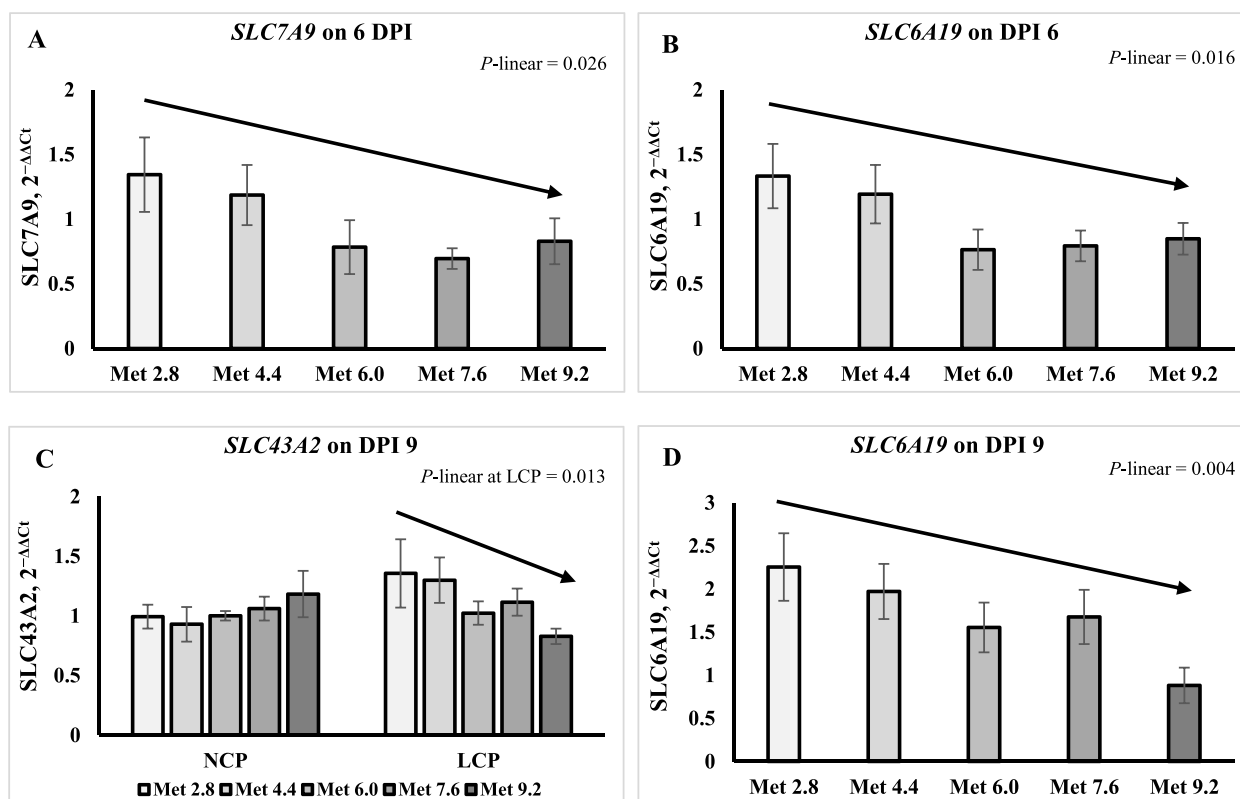 A
SLC7A9 on 6 DPI
P-linear = 0.026
SLC7A9, 2−ΔΔCt
2
1.5
1
0.5
0
Met 2.8 Met 4.4 Met 6.0 Met 7.6 Met 9.2
B
SLC6A19 on DPI 6
P-linear = 0.016
SLC6A19, 2−ΔΔCt
2
1.5
1
0.5
0
Met 2.8 Met 4.4 Met 6.0 Met 7.6 Met 9.2
C
SLC43A2 on DPI 9
P-linear at LCP = 0.013
SLC43A2, 2−ΔΔCt
2
1.5
1
0.5
0
NCP LCP
Met 2.8 Met 4.4 Met 6.0 Met 7.6 Met 9.2
D
SLC6A19 on DPI 9
P-linear = 0.004
SLC6A19, 2−ΔΔCt
3
2.5
2
1.5
1
0.5
0
Met 2.8 Met 4.4 Met 6.0 Met 7.6 Met 9.2